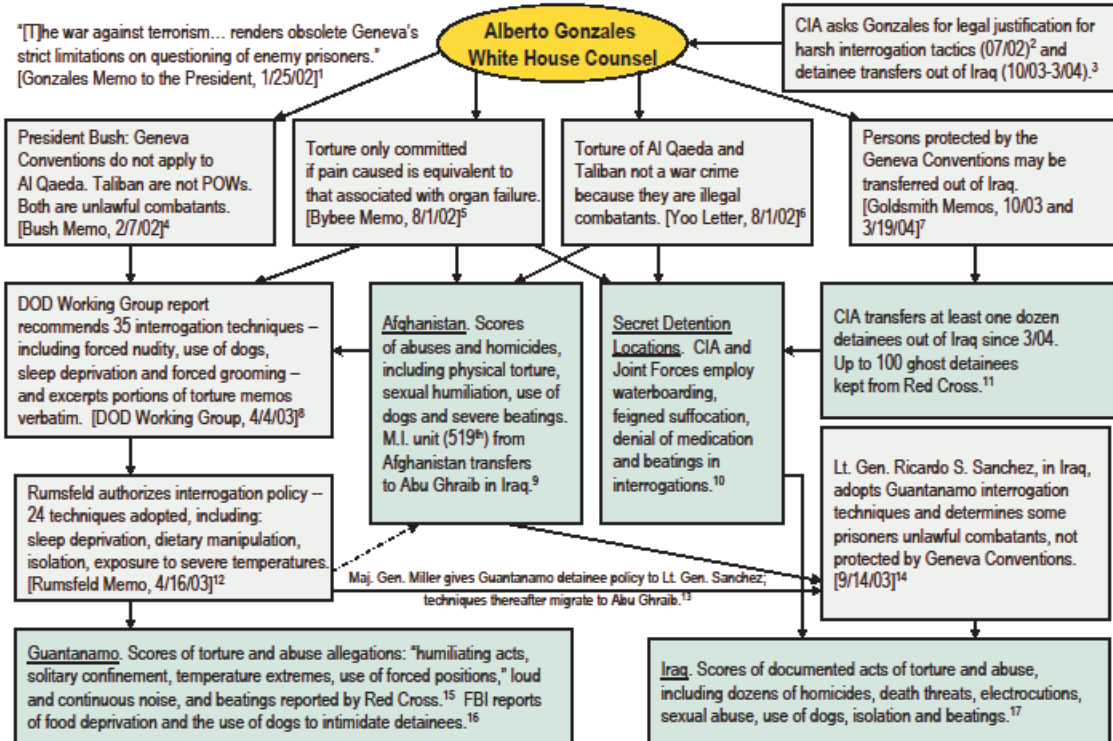 "[T]he war against terrorism... renders obsolete Geneva's
strict limitations on questioning of enemy prisoners."
[Gonzales Memo to the President, 1/25/02]1
Alberto Gonzales
White House Counsel
CIA asks Gonzales for legal justification for
harsh interrogation tactics (07/02)2 and
detainee transfers out of Iraq (10/03-3/04).3
President Bush: Geneva
Conventions do not apply to
Al Qaeda. Taliban are not POWs.
Both are unlawful combatants.
[Bush Memo, 2/7/02]4
Torture only committed
if pain caused is equivalent to
that associated with organ failure.
[Bybee Memo, 8/1/02]5
Torture of Al Qaeda and
Taliban not a war crime
because they are illegal
combatants. [Yoo Letter, 8/1/02]6
Persons protected by the
Geneva Conventions may be
transferred out of Iraq.
[Goldsmith Memos, 10/03 and
3/19/04]7
DOD Working Group report
recommends 35 interrogation techniques –
including forced nudity, use of dogs,
sleep deprivation and forced grooming –
and excerpts portions of torture memos
verbatim. [DOD Working Group, 4/4/03]8
Afghanistan. Scores
of abuses and homicides,
including physical torture,
sexual humiliation, use of
dogs and severe beatings.
M.I. unit (519th) from
Afghanistan transfers
to Abu Ghraib in Iraq.9
Secret Detention
Locations. CIA and
Joint Forces employ
waterboarding,
feigned suffocation,
denial of medication
and beatings in
interrogations.10
CIA transfers at least one dozen
detainees out of Iraq since 3/04.
Up to 100 ghost detainees
kept from Red Cross.11
Rumsfeld authorizes interrogation policy –
24 techniques adopted, including:
sleep deprivation, dietary manipulation,
isolation, exposure to severe temperatures.
[Rumsfeld Memo, 4/16/03]12
Maj. Gen. Miller gives Guantanamo detainee policy to Lt. Gen. Sanchez;
techniques thereafter migrate to Abu Ghraib.13
Lt. Gen. Ricardo S. Sanchez, in Iraq,
adopts Guantanamo interrogation
techniques and determines some
prisoners unlawful combatants, not
protected by Geneva Conventions.
[9/14/03]14
Guantanamo. Scores of torture and abuse allegations: "humiliating acts,
solitary confinement, temperature extremes, use of forced positions," loud
and continuous noise, and beatings reported by Red Cross.15 FBI reports
of food deprivation and the use of dogs to intimidate detainees.16
Iraq. Scores of documented acts of torture and abuse,
including dozens of homicides, death threats, electrocutions,
sexual abuse, use of dogs, isolation and beatings.17